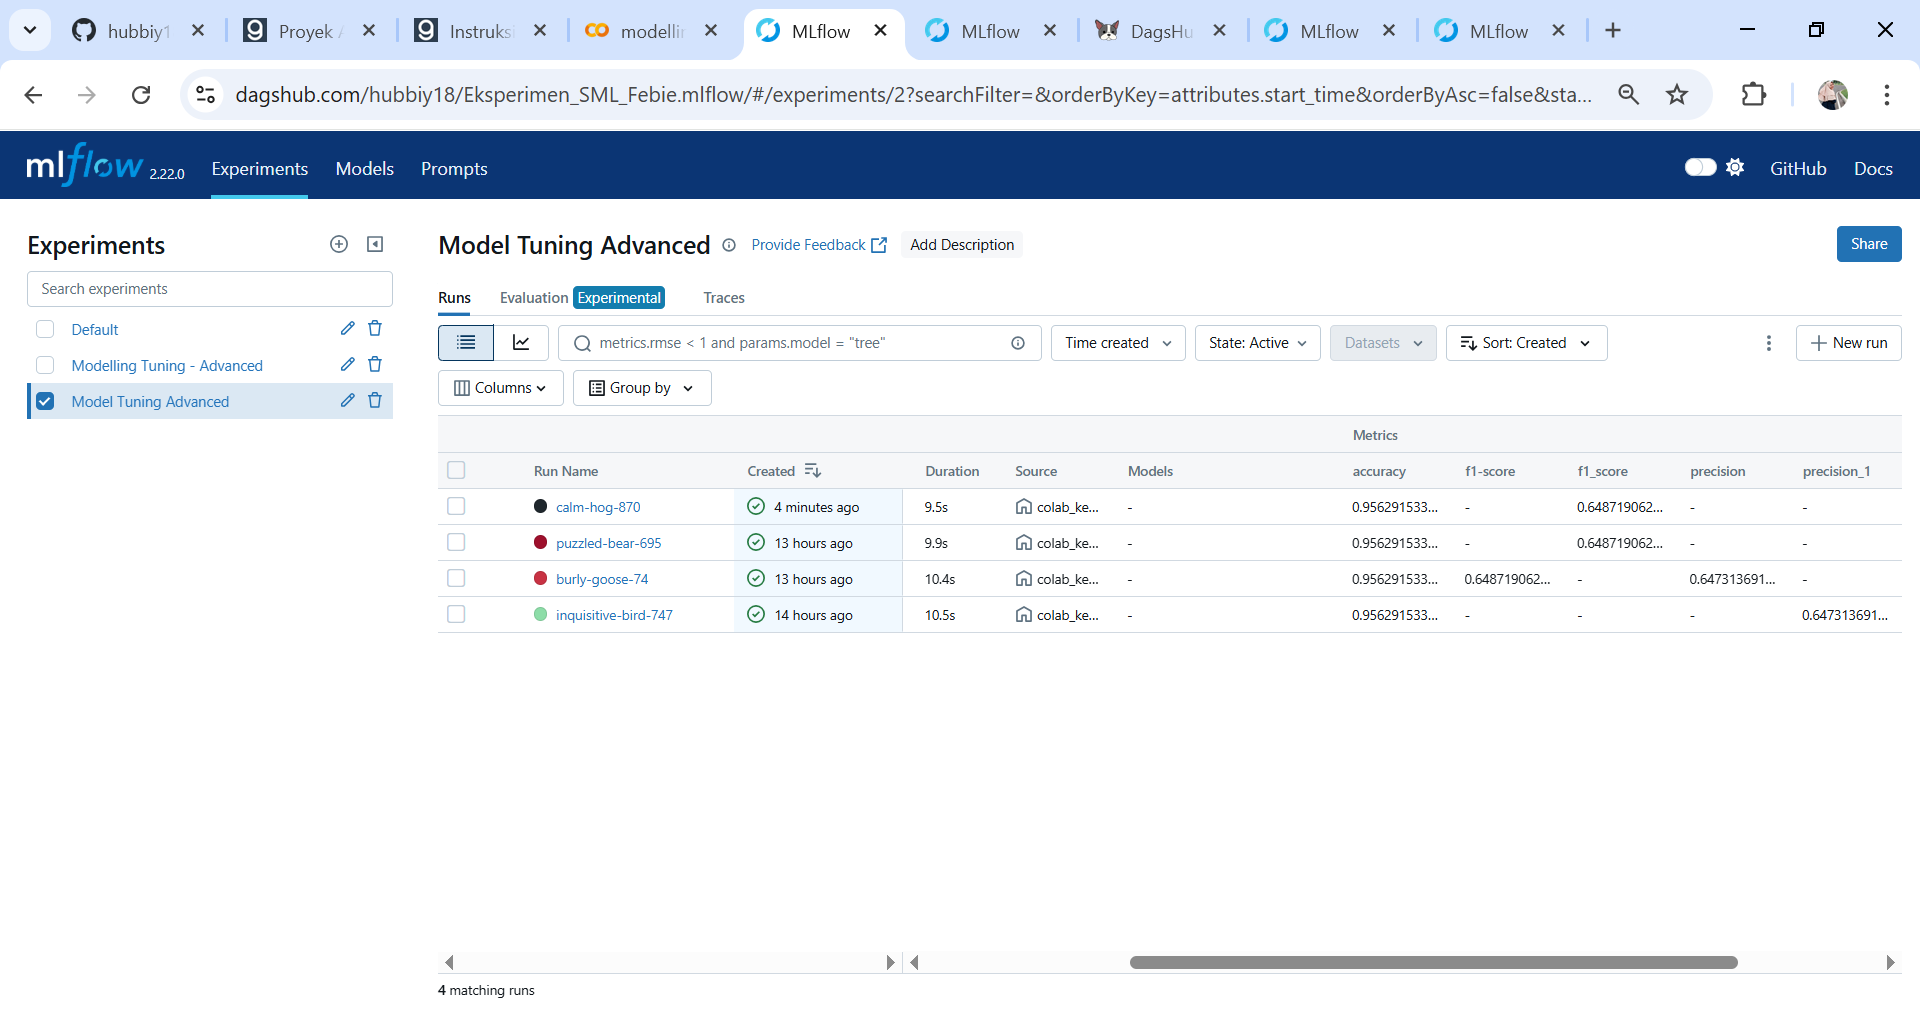 hubbiy1
Proyek A
Instruksi
modellin
MLflow
MLflow
DagsHu
MLflow
MLflow
dagshub.com/hubbiy18/Eksperimen_SML_Febie.mlflow/#/experiments/2?searchFilter=&orderByKey=attributes.start_time&orderByAsc=false&sta...
mlflow 2.22.0
Experiments
Models
Prompts
GitHub
Docs
Experiments
Search experiments
Default
Modelling Tuning - Advanced
Model Tuning Advanced
Model Tuning Advanced
Provide Feedback
Add Description
Share
Runs
Evaluation Experimental
Traces
metrics.rmse < 1 and params.model = "tree"
Time created
State: Active
Datasets
Sort: Created
New run
Columns
Group by
Metrics
Run Name Created Duration Source Models accuracy f1-score f1_score precision precision_1
calm-hog-870 4 minutes ago 9.5s colab_ke... - 0.956291533... - 0.648719062... - -
puzzled-bear-695 13 hours ago 9.9s colab_ke... - 0.956291533... - 0.648719062... - -
burly-goose-74 13 hours ago 10.4s colab_ke... - 0.956291533... 0.648719062... - 0.647313691... -
inquisitive-bird-747 14 hours ago 10.5s colab_ke... - 0.956291533... - - - 0.647313691...
4 matching runs